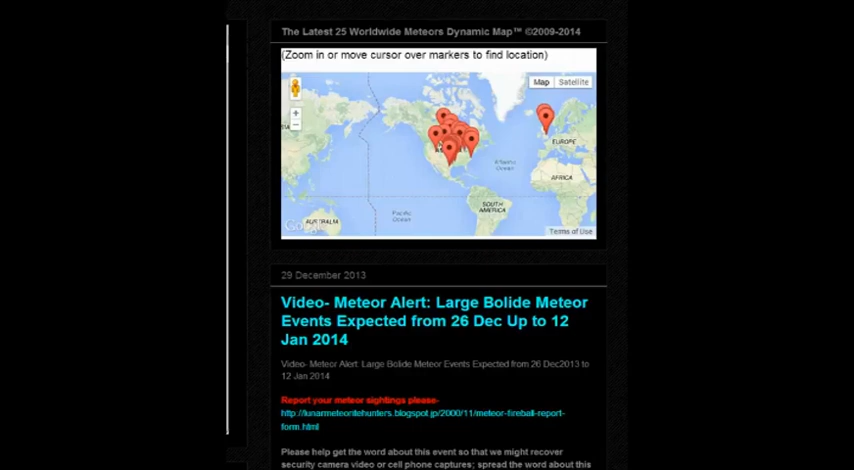 The Latest 25 Worldwide Meteors Dynamic Map™ ©2009-2014
(Zoom in or move cursor over markers to find location)
Map Satellite
EUROPE
Atlantic
Ocean
AFRICA
SOUTH
AMERICA
Pacific
Ocean
AUSTRALIA
Terms of Use
29 December 2013
Video- Meteor Alert: Large Bolide Meteor
Events Expected from 26 Dec Up to 12
Jan 2014
Video- Meteor Alert: Large Bolide Meteor Events Expected from 26 Dec2013 to
12 Jan 2014
Report your meteor sightings please-
http://lunarmeteoritehunters.blogspot.jp/2000/11/meteor-fireball-report-
form.html
Please help get the word about this event so that we might recover
security camera video or cell phone captures; spread the word about this